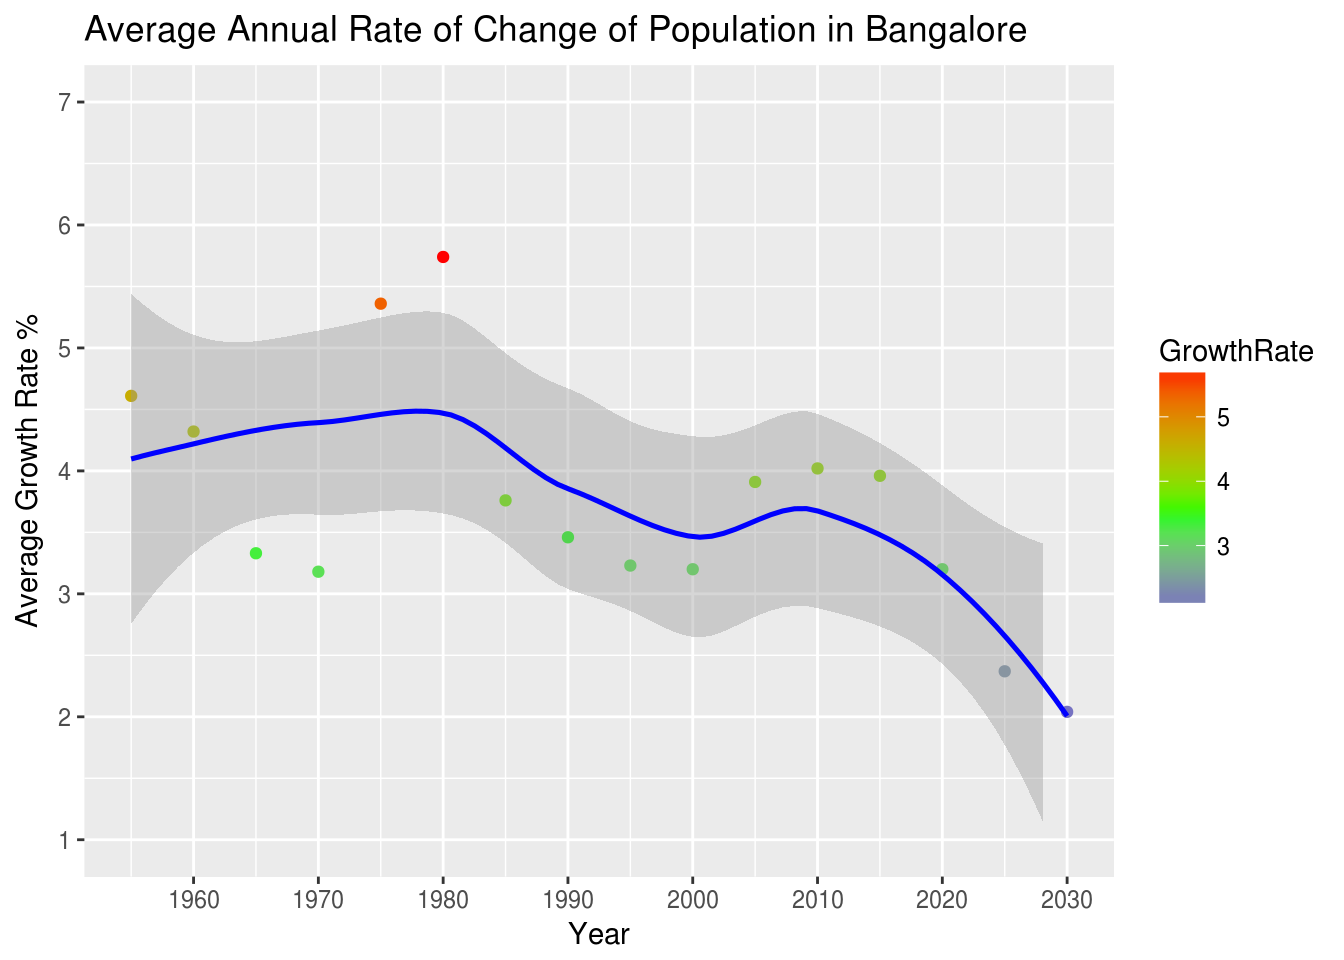 Average Annual Rate of Change of Population in Bangalore
7
6
5
4
3
2
1
Average Growth Rate %
1960 1970 1980 1990 2000 2010 2020 2030
Year
GrowthRate
5
4
3